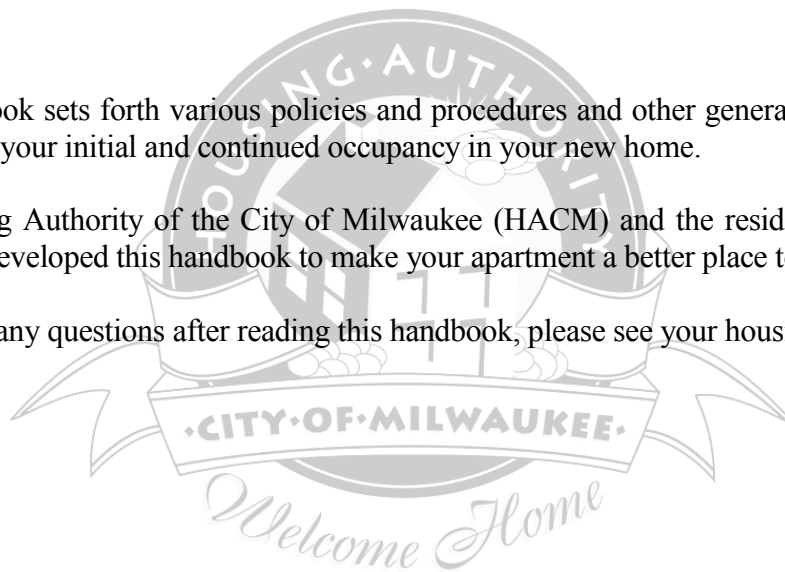 HOUSING·AUTHORITY
ook sets forth various policies and procedures and other genera
your initial and continued occupancy in your new home.
g Authority of the City of Milwaukee (HACM) and the resid
eveloped this handbook to make your apartment a better place t
any questions after reading this handbook, please see your hous
·CITY·OF·MILWAUKEE·
Welcome Home